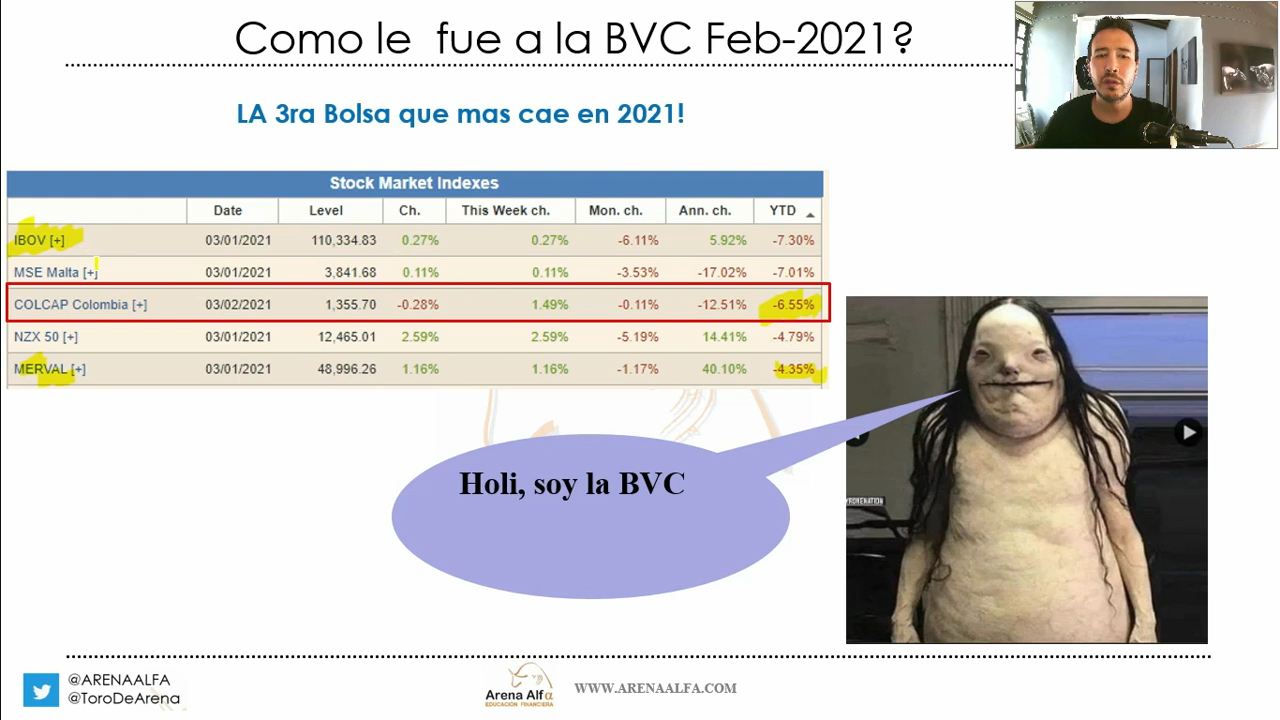 Como le fue a la BVC Feb-2021?
LA 3ra Bolsa que mas cae en 2021!
Stock Market Indexes
Date Level Ch. This Week ch. Mon. ch. Ann. ch. YTD
IBOV [+] 03/01/2021 110,334.83 0.27% 0.27% -6.11% 5.92% -7.30%
MSE Malta [+] 03/01/2021 3,841.68 0.11% 0.11% -3.53% -17.02% -7.01%
COLCAP Colombia [+] 03/02/2021 1,355.70 -0.28% 1.49% -0.11% -12.51% -6.55%
NZX 50 [+] 03/01/2021 12,465.01 2.59% 2.59% -5.19% 14.41% -4.79%
MERVAL [+] 03/01/2021 48,996.26 1.16% 1.16% -1.17% 40.10% -4.35%
Holi, soy la BVC
@ARENAALFA
@ToroDeArena
Arena Alfα
EDUCACIÓN FINANCIERA
WWW.ARENAALFA.COM